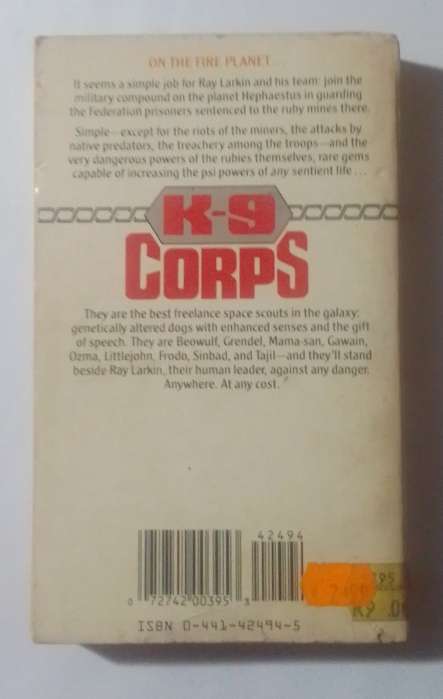 ON THE FIRE PLANET...
It seems a simple job for Ray Larkin and his team: join the
military compound on the planet Hephaestus in guarding
the Federation prisoners sentenced to the ruby mines there.
Simple—except for the riots of the miners, the attacks by
native predators, the treachery among the troops—and the
very dangerous powers of the rubies themselves, rare gems
capable of increasing the psi powers of any sentient life...
K-9
CORPS
They are the best freelance space scouts in the galaxy:
genetically altered dogs with enhanced senses and the gift
of speech. They are Beowulf, Grendel, Mama-san, Gawain,
Ozma, Littlejohn, Frodo, Sinbad, and Tajil—and they'll stand
beside Ray Larkin, their human leader, against any danger.
Anywhere. At any cost.
42494
0 72742 00395 3
ISBN 0-441-42494-5